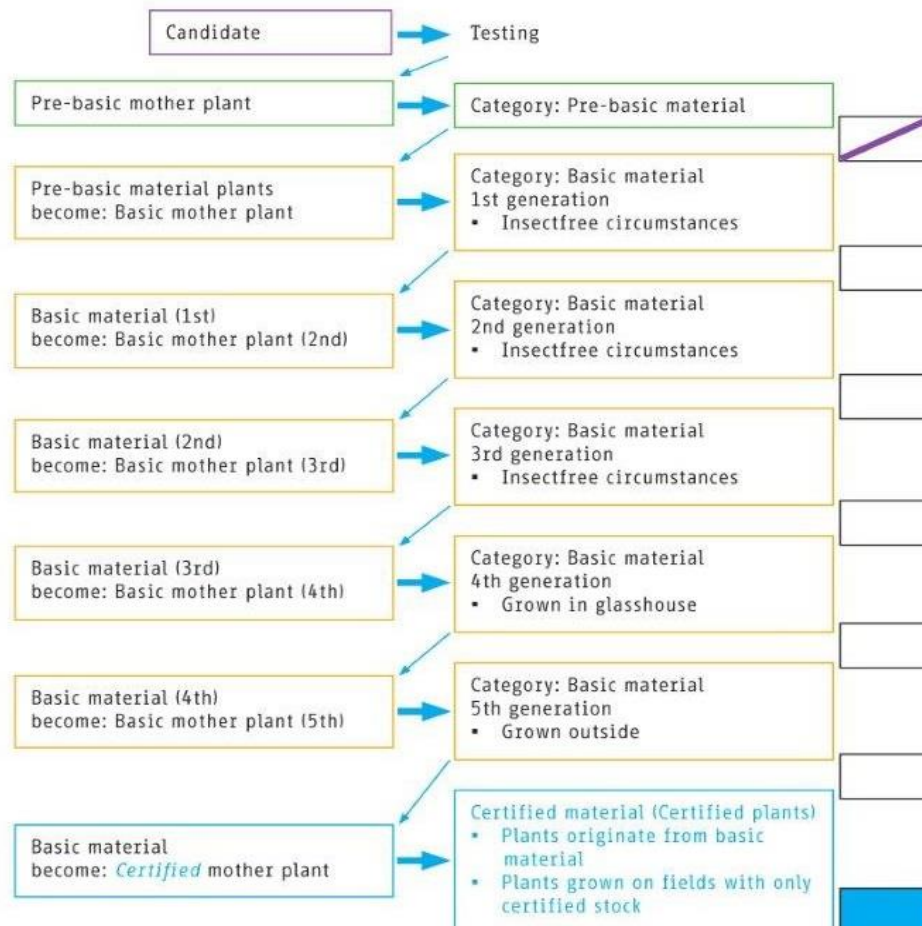 Candidate
Testing
Pre-basic mother plant
Category: Pre-basic material
Pre-basic material plants
become: Basic mother plant
Category: Basic material
1st generation
▪ Insectfree circumstances
Basic material (1st)
become: Basic mother plant (2nd)
Category: Basic material
2nd generation
▪ Insectfree circumstances
Basic material (2nd)
become: Basic mother plant (3rd)
Category: Basic material
3rd generation
▪ Insectfree circumstances
Basic material (3rd)
become: Basic mother plant (4th)
Category: Basic material
4th generation
▪ Grown in glasshouse
Basic material (4th)
become: Basic mother plant (5th)
Category: Basic material
5th generation
▪ Grown outside
Basic material
become: Certified mother plant
Certified material (Certified plants)
▪ Plants originate from basic
material
▪ Plants grown on fields with only
certified stock